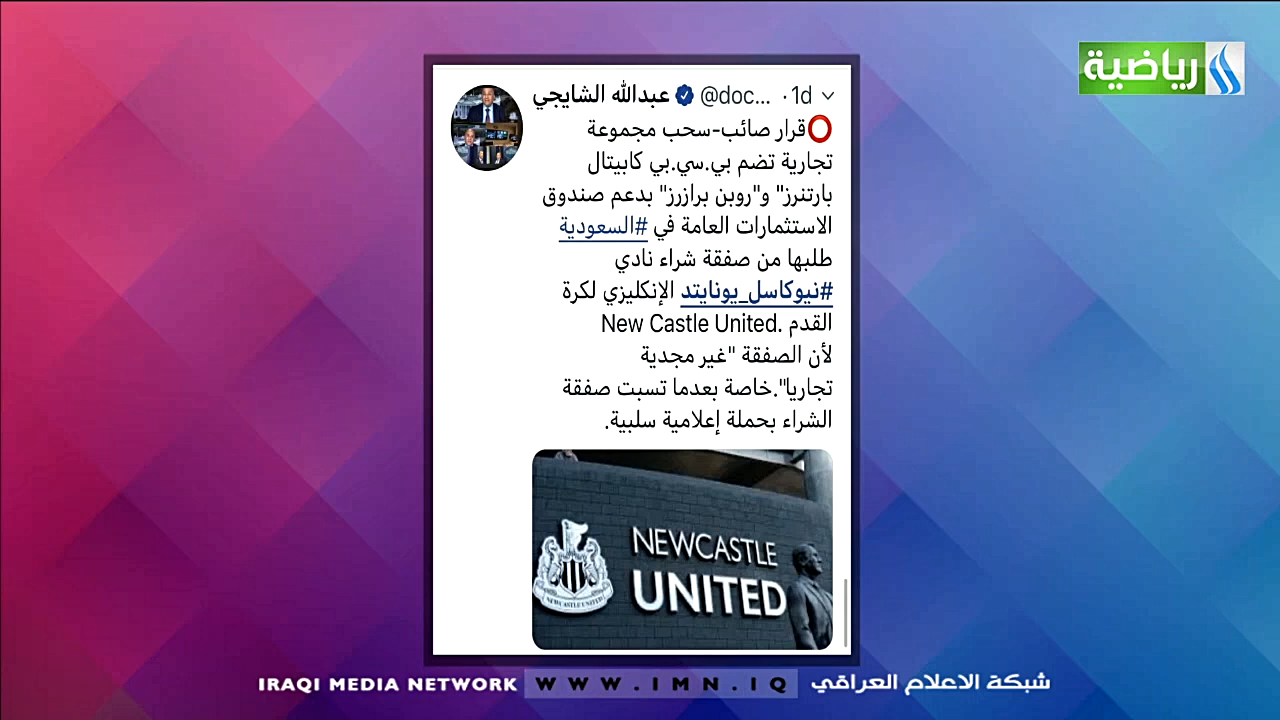 رياضية
عبدالله الشايجي @doc... · 1d
قرار صائب-سحب مجموعة
تجارية تضم بي.سي.بي كابيتال
بارتنرز" و"روبن برازرز" بدعم صندوق
الاستثمارات العامة في #السعودية
طلبها من صفقة شراء نادي
#نيوكاسل_يونايتد الإنكليزي لكرة
القدم .New Castle United
لأن الصفقة "غير مجدية
تجاريا".خاصة بعدما تسبت صفقة
الشراء بحملة إعلامية سلبية.
NEWCASTLE
UNITED
NEWCASTLE UNITED
IRAQI MEDIA NETWORK WWW.IMN.IQ شبكة الاعلام العراقي